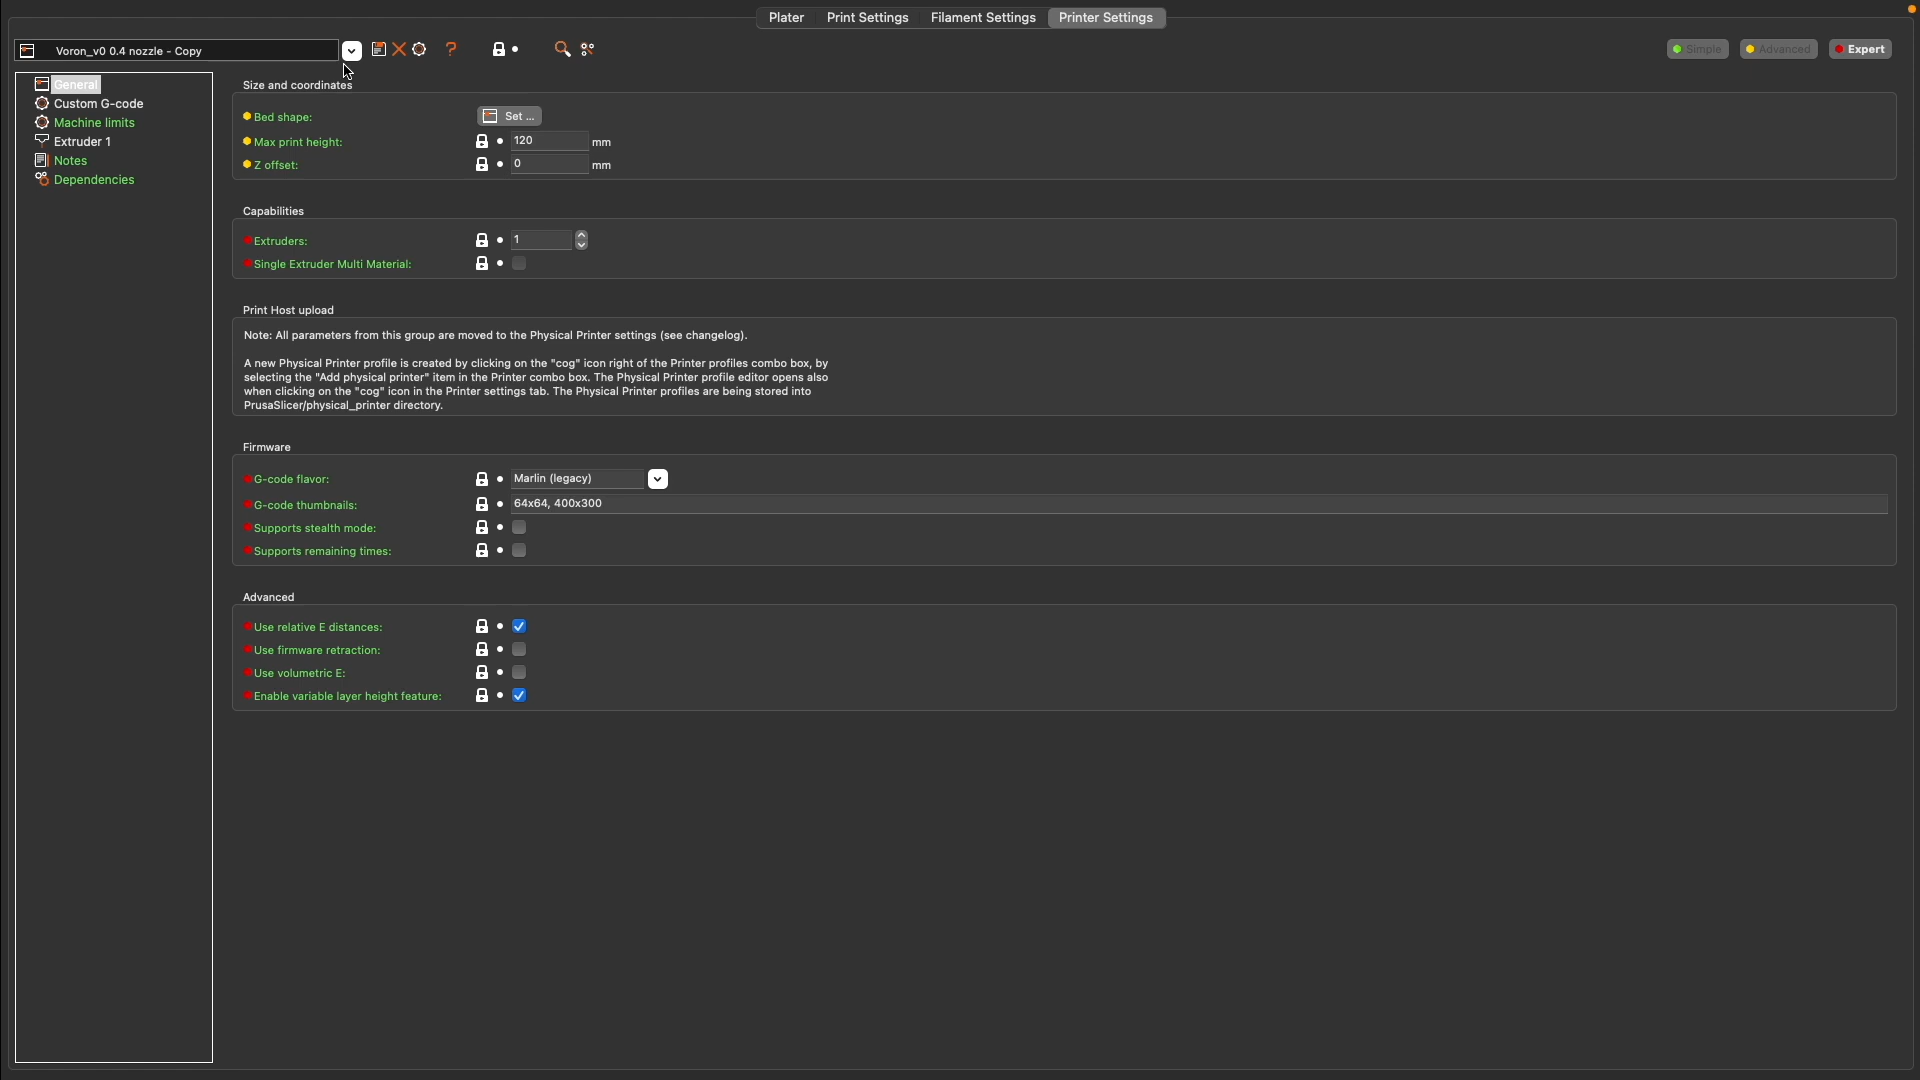 Plater Print Settings Filament Settings Printer Settings
Voron_v0 0.4 nozzle - Copy
Simple Advanced Expert
General
Custom G-code
Machine limits
Extruder 1
Notes
Dependencies
Size and coordinates
Bed shape: Set ...
Max print height: 120 mm
Z offset: 0 mm
Capabilities
Extruders: 1
Single Extruder Multi Material:
Print Host upload
Note: All parameters from this group are moved to the Physical Printer settings (see changelog).
A new Physical Printer profile is created by clicking on the "cog" icon right of the Printer profiles combo box, by
selecting the "Add physical printer" item in the Printer combo box. The Physical Printer profile editor opens also
when clicking on the "cog" icon in the Printer settings tab. The Physical Printer profiles are being stored into
PrusaSlicer/physical_printer directory.
Firmware
G-code flavor: Marlin (legacy)
G-code thumbnails: 64x64, 400x300
Supports stealth mode:
Supports remaining times:
Advanced
Use relative E distances:
Use firmware retraction:
Use volumetric E:
Enable variable layer height feature: